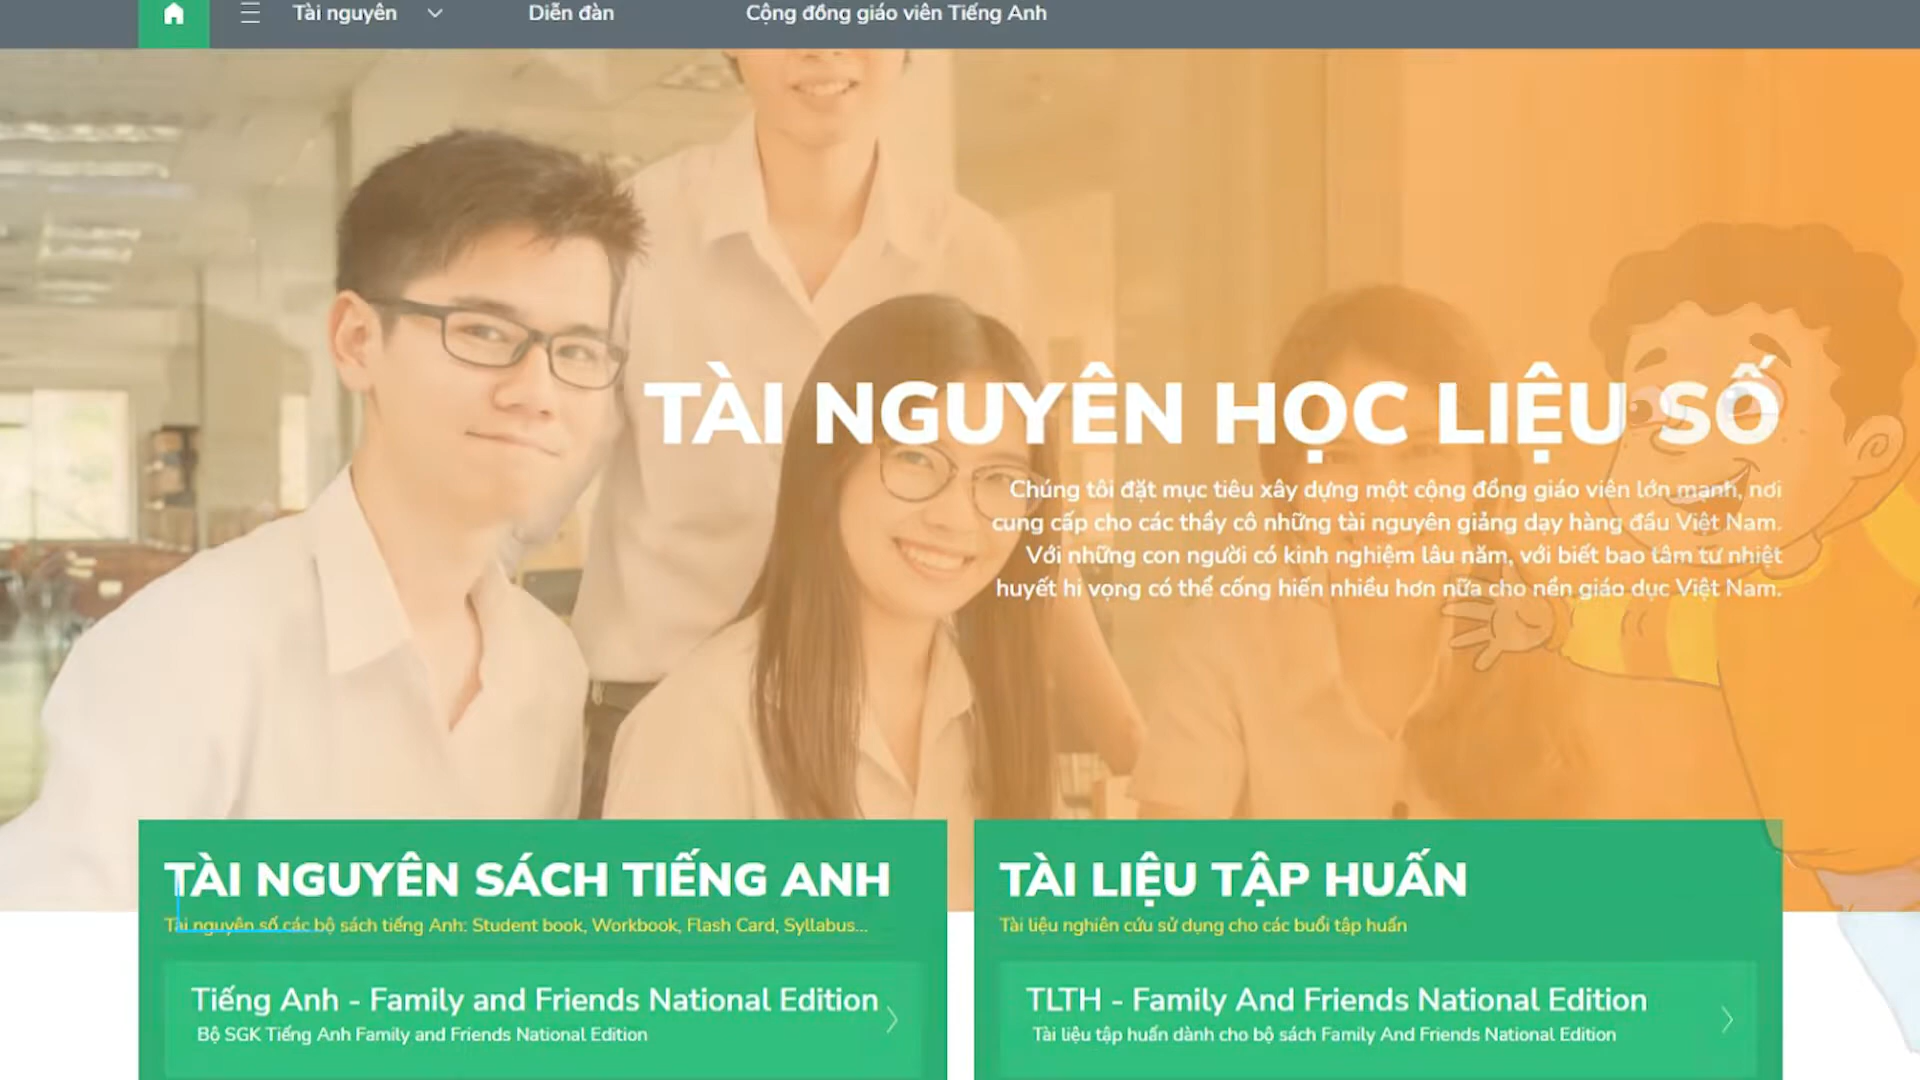 Tài nguyên
Diễn đàn
Cộng đồng giáo viên Tiếng Anh
TÀI NGUYÊN HỌC LIỆU SỐ
Chúng tôi đặt mục tiêu xây dựng một cộng đồng giáo viên lớn mạnh, nơi
cung cấp cho các thầy cô những tài nguyên giảng dạy hàng đầu Việt Nam.
Với những con người có kinh nghiệm lâu năm, với biết bao tâm tư nhiệt
huyết hi vọng có thể cống hiến nhiều hơn nữa cho nền giáo dục Việt Nam.
TÀI NGUYÊN SÁCH TIẾNG ANH
Tài nguyên số các bộ sách tiếng Anh: Student book, Workbook, Flash Card, Syllabus...
Tiếng Anh - Family and Friends National Edition
Bộ SGK Tiếng Anh Family and Friends National Edition
TÀI LIỆU TẬP HUẤN
Tài liệu nghiên cứu sử dụng cho các buổi tập huấn
TLTH - Family And Friends National Edition
Tài liệu tập huấn dành cho bộ sách Family And Friends National Edition